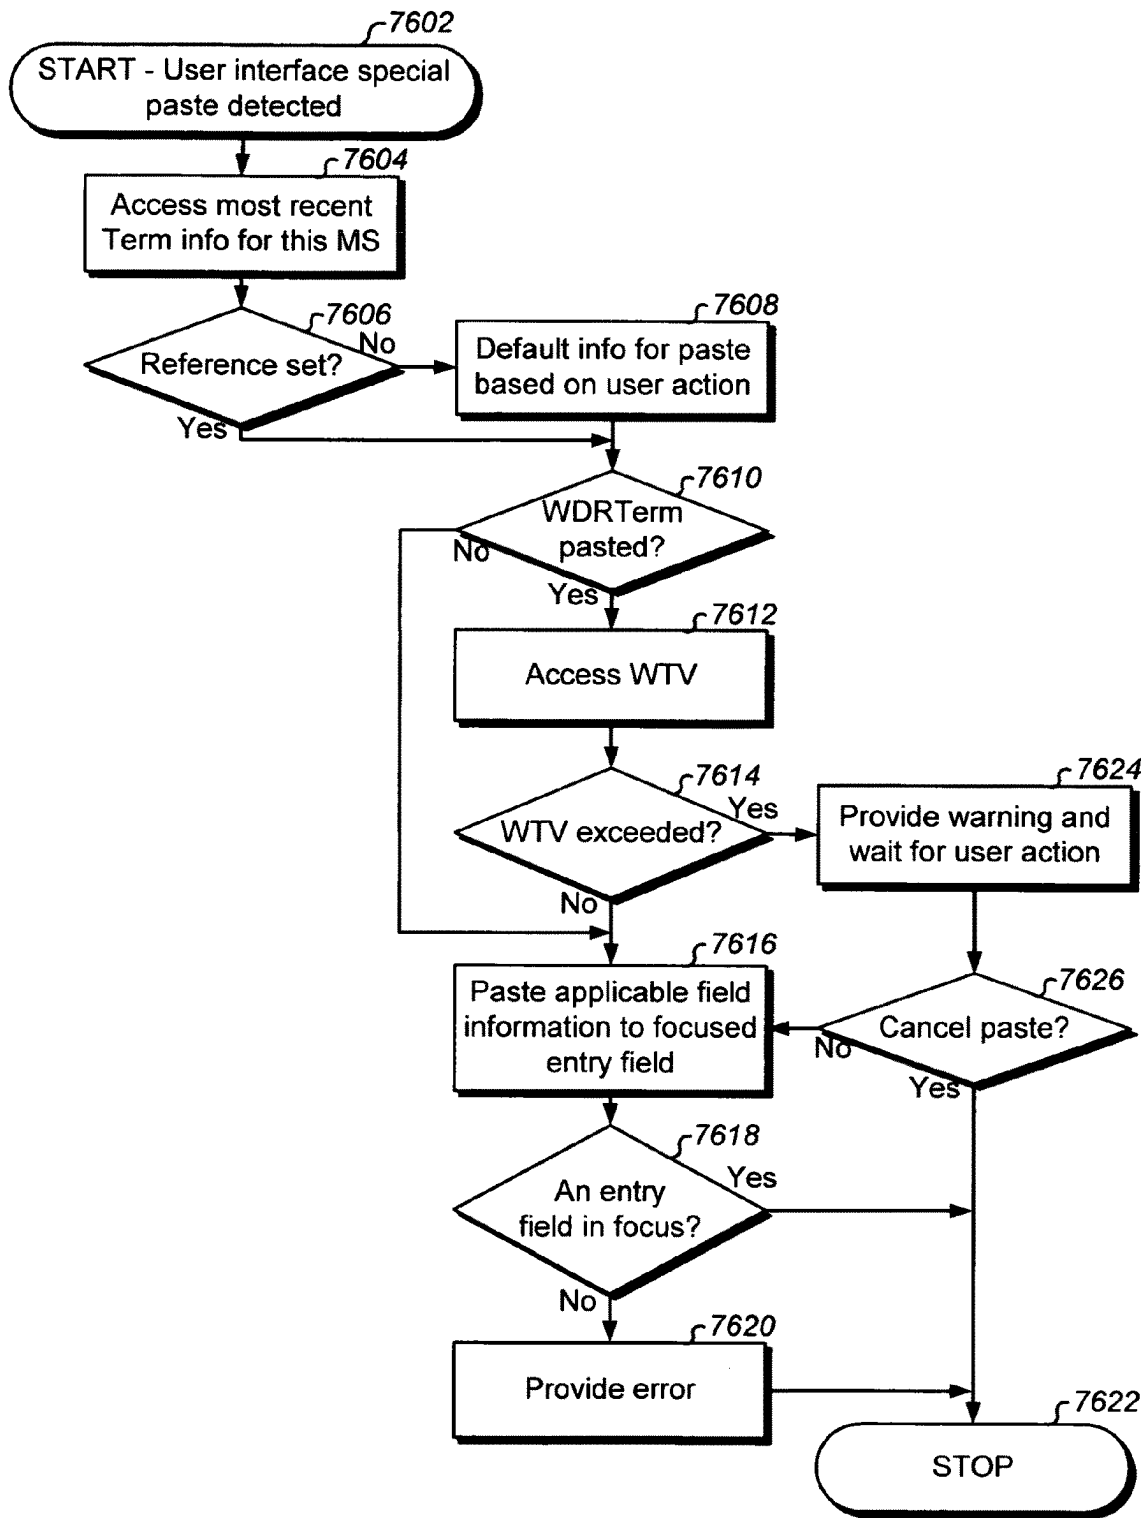 7602
START - User interface special
paste detected
7604
Access most recent
Term info for this MS
7606
Reference set?
No
Yes
7608
Default info for paste
based on user action
7610
WDRTerm
pasted?
No
Yes
7612
Access WTV
7614
WTV exceeded?
Yes
No
7624
Provide warning and
wait for user action
7616
Paste applicable field
information to focused
entry field
7626
Cancel paste?
No
Yes
7618
An entry
field in focus?
Yes
No
7620
Provide error
7622
STOP